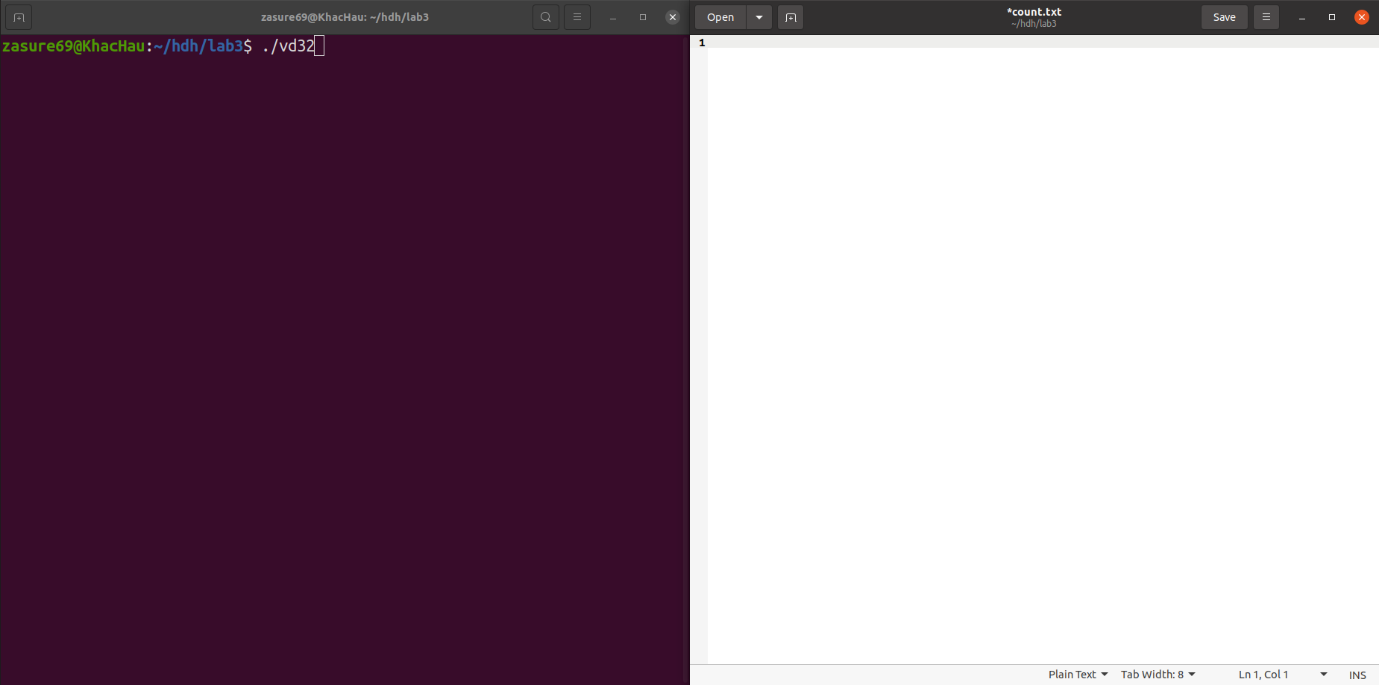 zasure69@KhacHau: ~/hdh/lab3
zasure69@KhacHau:~/hdh/lab3$ ./vd32
Open
*count.txt
~/hdh/lab3
Save
1
Plain Text
Tab Width: 8
Ln 1, Col 1
INS